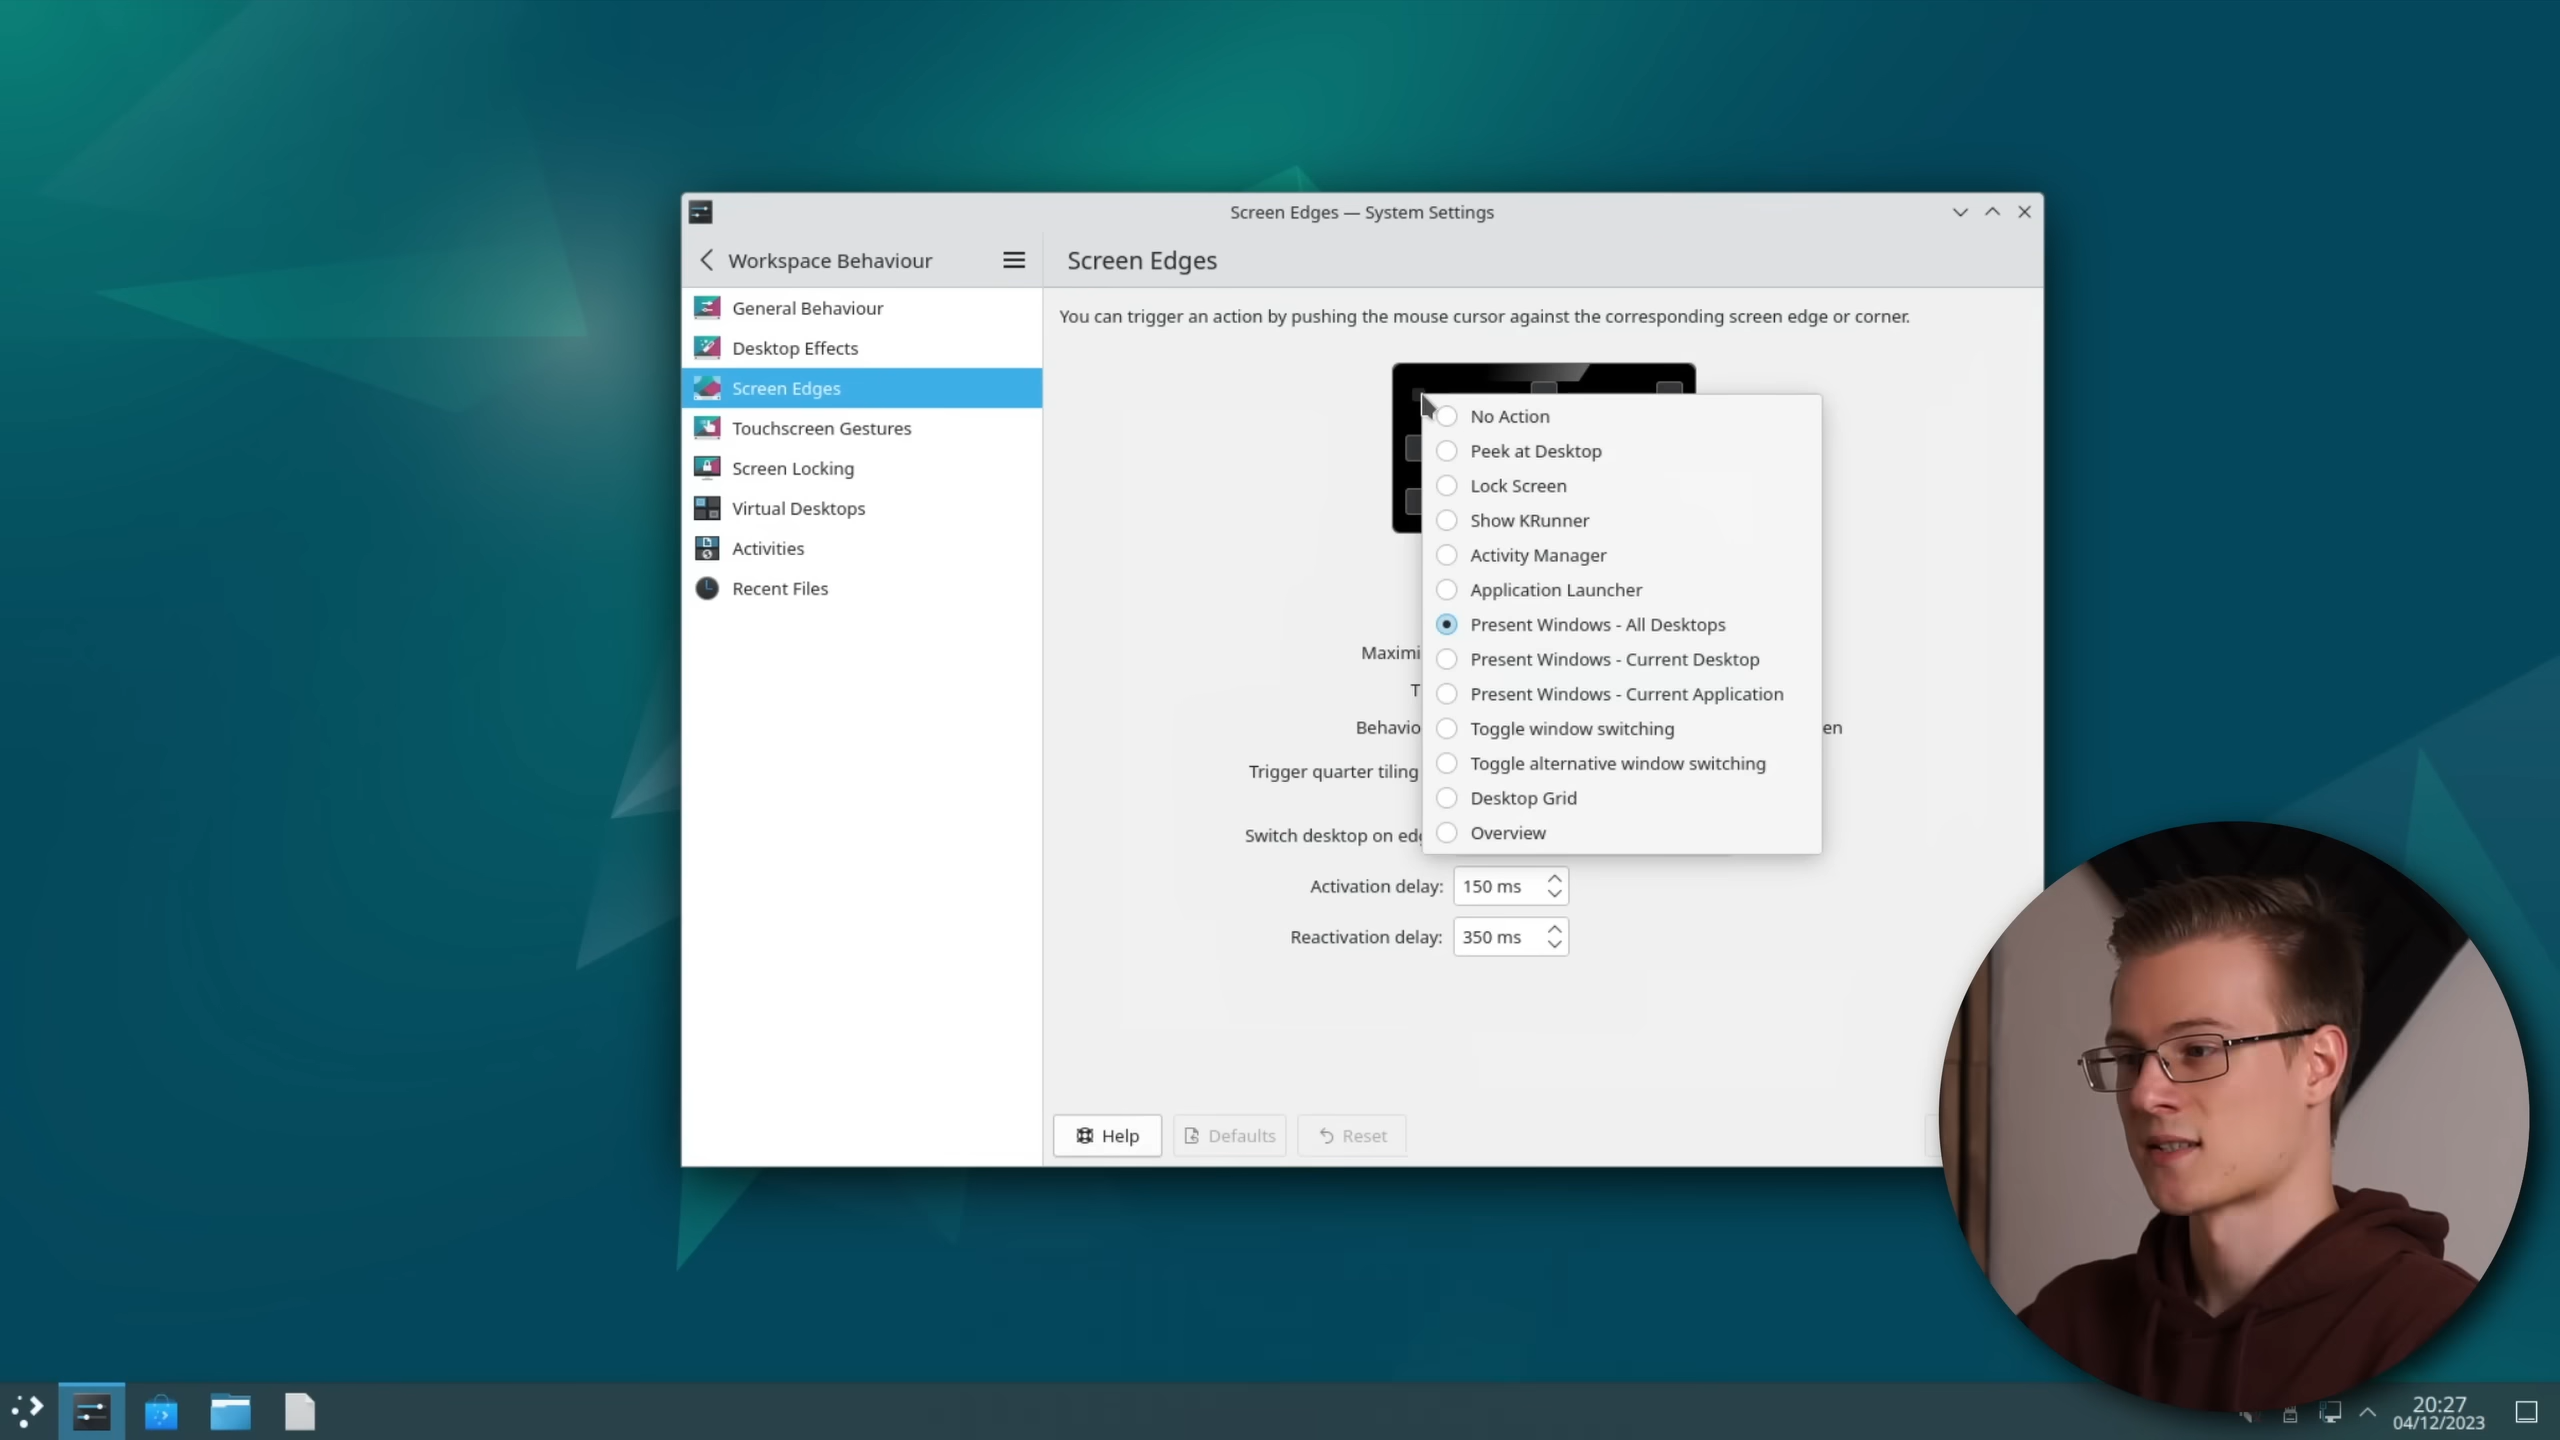 Screen Edges — System Settings
Workspace Behaviour
Screen Edges
General Behaviour
Desktop Effects
Screen Edges
Touchscreen Gestures
Screen Locking
Virtual Desktops
Activities
Recent Files
You can trigger an action by pushing the mouse cursor against the corresponding screen edge or corner.
No Action
Peek at Desktop
Lock Screen
Show KRunner
Activity Manager
Application Launcher
Present Windows - All Desktops
Present Windows - Current Desktop
Present Windows - Current Application
Toggle window switching
Toggle alternative window switching
Desktop Grid
Overview
Maximi
T
Behavio
en
Trigger quarter tiling
Switch desktop on edg
Activation delay: 150 ms
Reactivation delay: 350 ms
Help
Defaults
Reset
20:27
04/12/2023